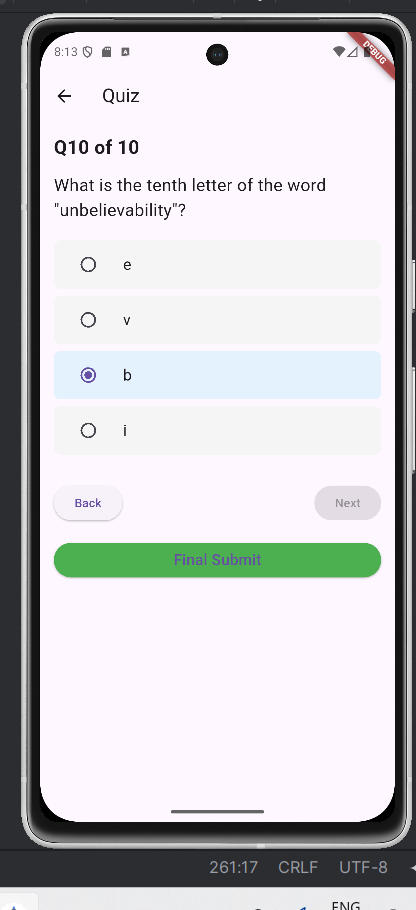 8:13
DEBUG
Quiz
Q10 of 10
What is the tenth letter of the word
"unbelievability"?
e
v
b
i
Back
Next
Final Submit
261:17 CRLF UTF-8
ENG